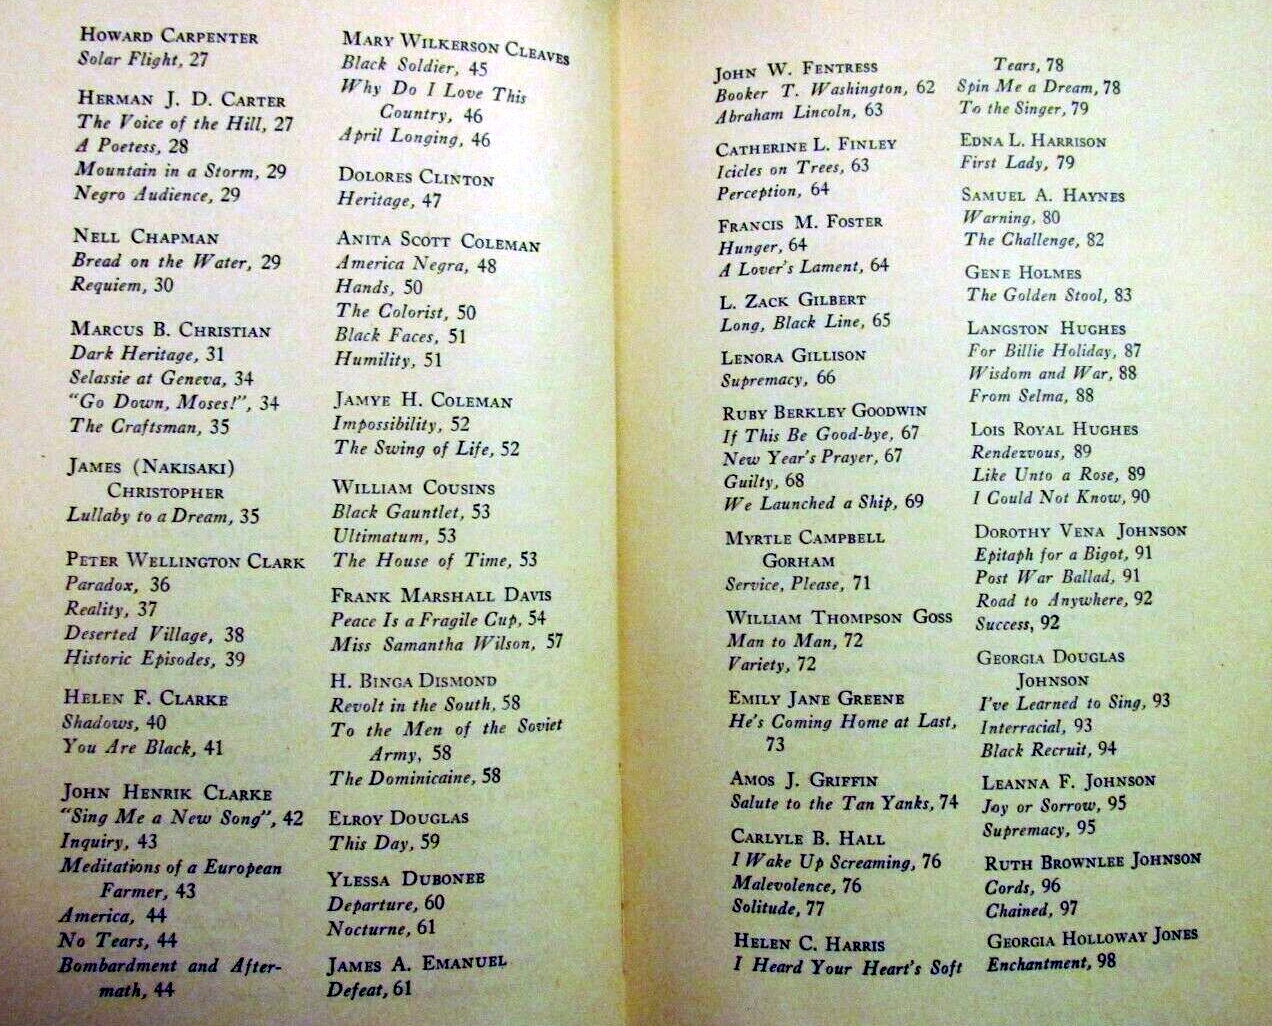 HOWARD CARPENTER
Solar Flight, 27
HERMAN J. D. CARTER
The Voice of the Hill, 27
A Poetess, 28
Mountain in a Storm, 29
Negro Audience, 29
NELL CHAPMAN
Bread on the Water, 29
Requiem, 30
MARCUS B. CHRISTIAN
Dark Heritage, 31
Selassie at Geneva, 34
"Go Down, Moses!", 34
The Craftsman, 35
JAMES (NAKISAKI)
CHRISTOPHER
Lullaby to a Dream, 35
PETER WELLINGTON CLARK
Paradox, 36
Reality, 37
Deserted Village, 38
Historic Episodes, 39
HELEN F. CLARKE
Shadows, 40
You Are Black, 41
JOHN HENRIK CLARKE
"Sing Me a New Song", 42
Inquiry, 43
Meditations of a European
Farmer, 43
America, 44
No Tears, 44
Bombardment and After-
math, 44
MARY WILKERSON CLEAVES
Black Soldier, 45
Why Do I Love This
Country, 46
April Longing, 46
DOLORES CLINTON
Heritage, 47
ANITA SCOTT COLEMAN
America Negra, 48
Hands, 50
The Colorist, 50
Black Faces, 51
Humility, 51
JAMYE H. COLEMAN
Impossibility, 52
The Swing of Life, 52
WILLIAM COUSINS
Black Gauntlet, 53
Ultimatum, 53
The House of Time, 53
FRANK MARSHALL DAVIS
Peace Is a Fragile Cup, 54
Miss Samantha Wilson, 57
H. BINGA DISMOND
Revolt in the South, 58
To the Men of the Soviet
Army, 58
The Dominicaine, 58
ELROY DOUGLAS
This Day, 59
YLESSA DUBONEE
Departure, 60
Nocturne, 61
JAMES A. EMANUEL
Defeat, 61
JOHN W. FENTRESS
Booker T. Washington, 62
Abraham Lincoln, 63
CATHERINE L. FINLEY
Icicles on Trees, 63
Perception, 64
FRANCIS M. FOSTER
Hunger, 64
A Lover's Lament, 64
L. ZACK GILBERT
Long, Black Line, 65
LENORA GILLISON
Supremacy, 66
RUBY BERKLEY GOODWIN
If This Be Good-bye, 67
New Year's Prayer, 67
Guilty, 68
We Launched a Ship, 69
MYRTLE CAMPBELL
GORHAM
Service, Please, 71
WILLIAM THOMPSON GOSS
Man to Man, 72
Variety, 72
EMILY JANE GREENE
He's Coming Home at Last,
73
AMOS J. GRIFFIN
Salute to the Tan Yanks, 74
CARLYLE B. HALL
I Wake Up Screaming, 76
Malevolence, 76
Solitude, 77
HELEN C. HARRIS
I Heard Your Heart's Soft
Tears, 78
Spin Me a Dream, 78
To the Singer, 79
EDNA L. HARRISON
First Lady, 79
SAMUEL A. HAYNES
Warning, 80
The Challenge, 82
GENE HOLMES
The Golden Stool, 83
LANGSTON HUGHES
For Billie Holiday, 87
Wisdom and War, 88
From Selma, 88
LOIS ROYAL HUGHES
Rendezvous, 89
Like Unto a Rose, 89
I Could Not Know, 90
DOROTHY VENA JOHNSON
Epitaph for a Bigot, 91
Post War Ballad, 91
Road to Anywhere, 92
Success, 92
GEORGIA DOUGLAS
JOHNSON
I've Learned to Sing, 93
Interracial, 93
Black Recruit, 94
LEANNA F. JOHNSON
Joy or Sorrow, 95
Supremacy, 95
RUTH BROWNLEE JOHNSON
Cords, 96
Chained, 97
GEORGIA HOLLOWAY JONES
Enchantment, 98